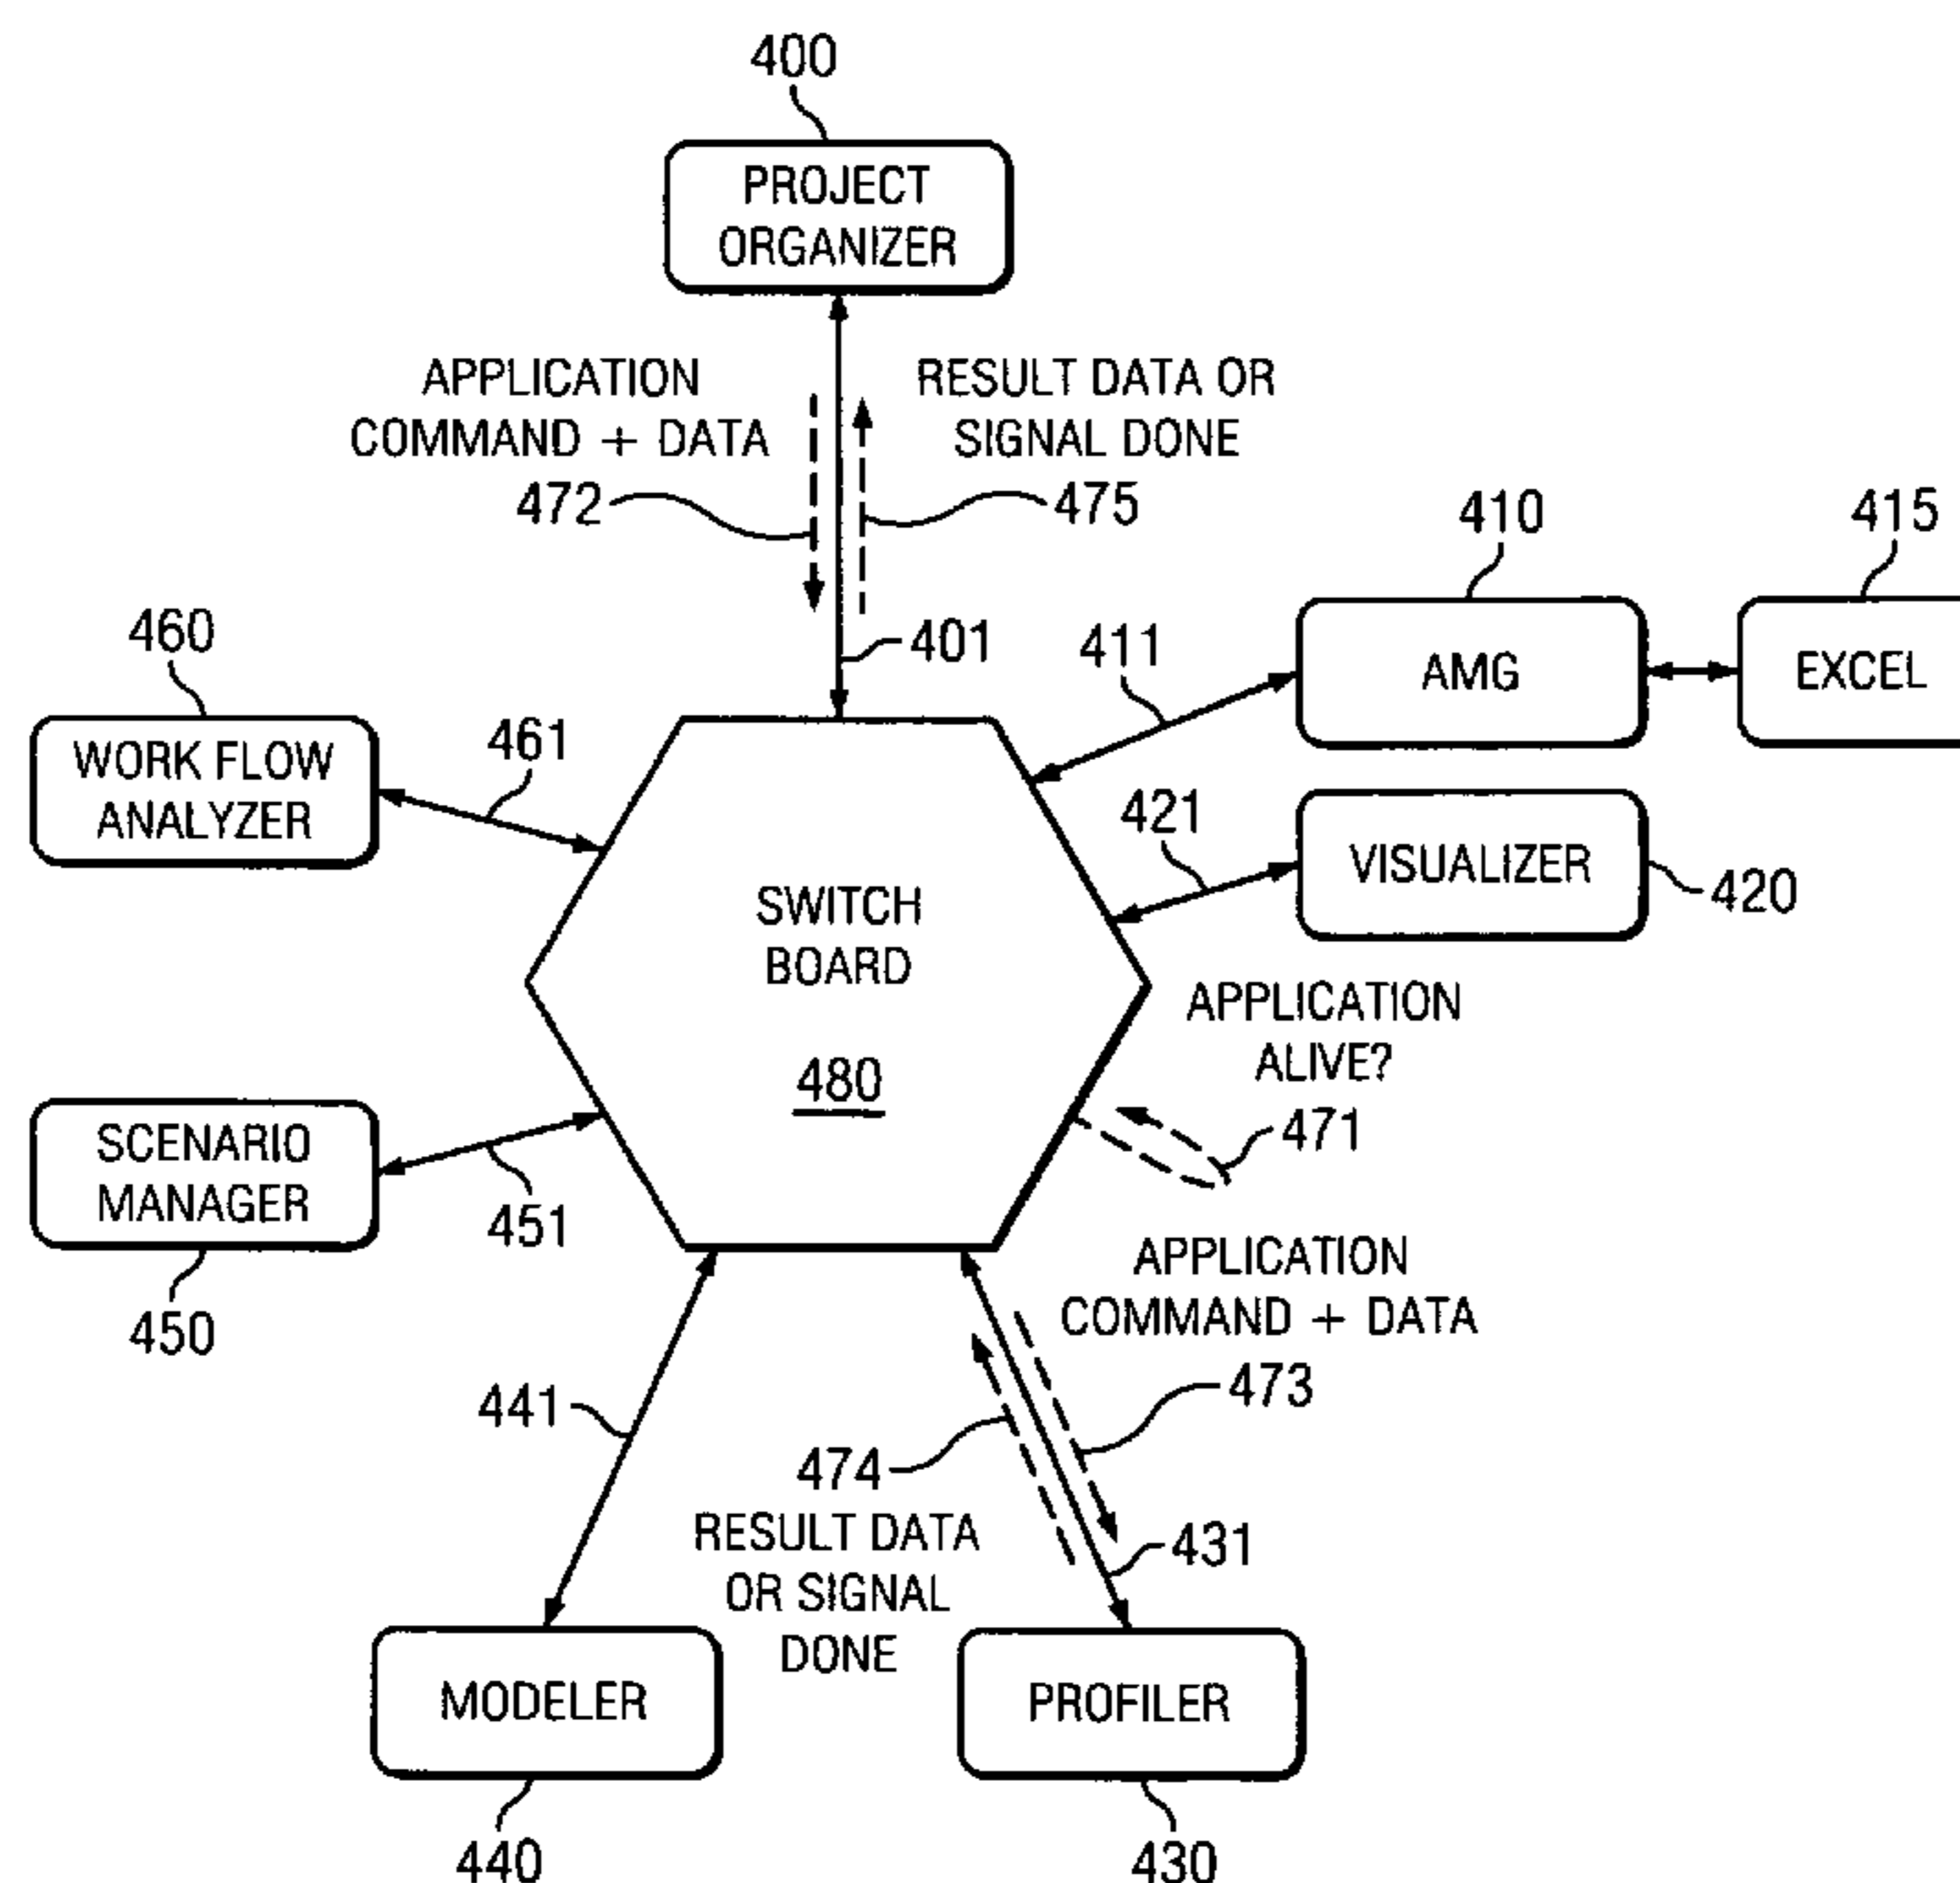 400
PROJECT
ORGANIZER
APPLICATION
COMMAND + DATA
472
RESULT DATA OR
SIGNAL DONE
475
401
410
AMG
415
EXCEL
411
460
WORK FLOW
ANALYZER
461
421
VISUALIZER
420
SWITCH
BOARD
480
APPLICATION
ALIVE?
471
SCENARIO
MANAGER
450
451
APPLICATION
COMMAND + DATA
473
441
474
RESULT DATA
OR SIGNAL
DONE
431
MODELER
440
PROFILER
430